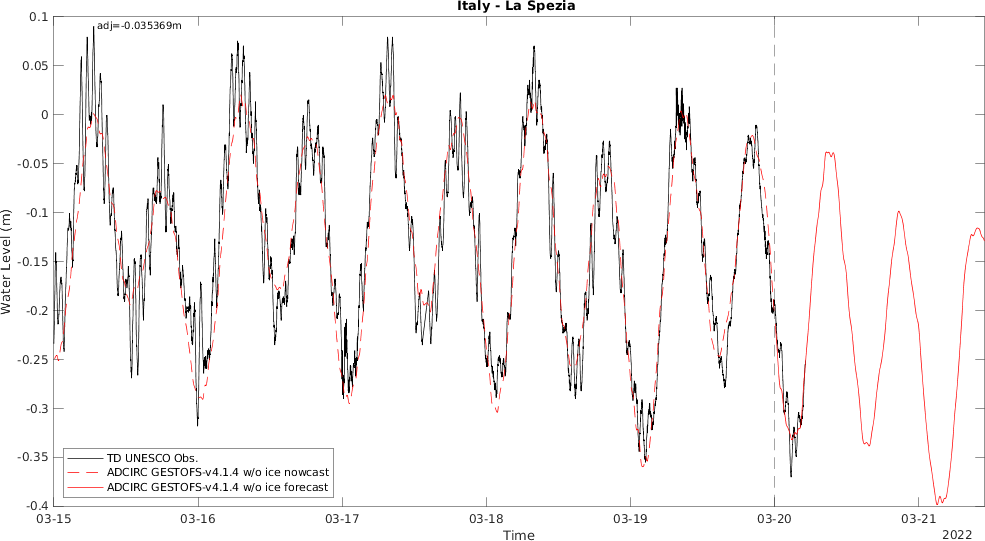 Italy - La Spezia
adj=-0.035369m
0.1
0.05
0
-0.05
-0.1
-0.15
-0.2
-0.25
-0.3
-0.35
-0.4
Water Level (m)
TD UNESCO Obs.
ADCIRC GESTOFS-v4.1.4 w/o ice nowcast
ADCIRC GESTOFS-v4.1.4 w/o ice forecast
03-15 03-16 03-17 03-18 03-19 03-20 03-21
Time
2022